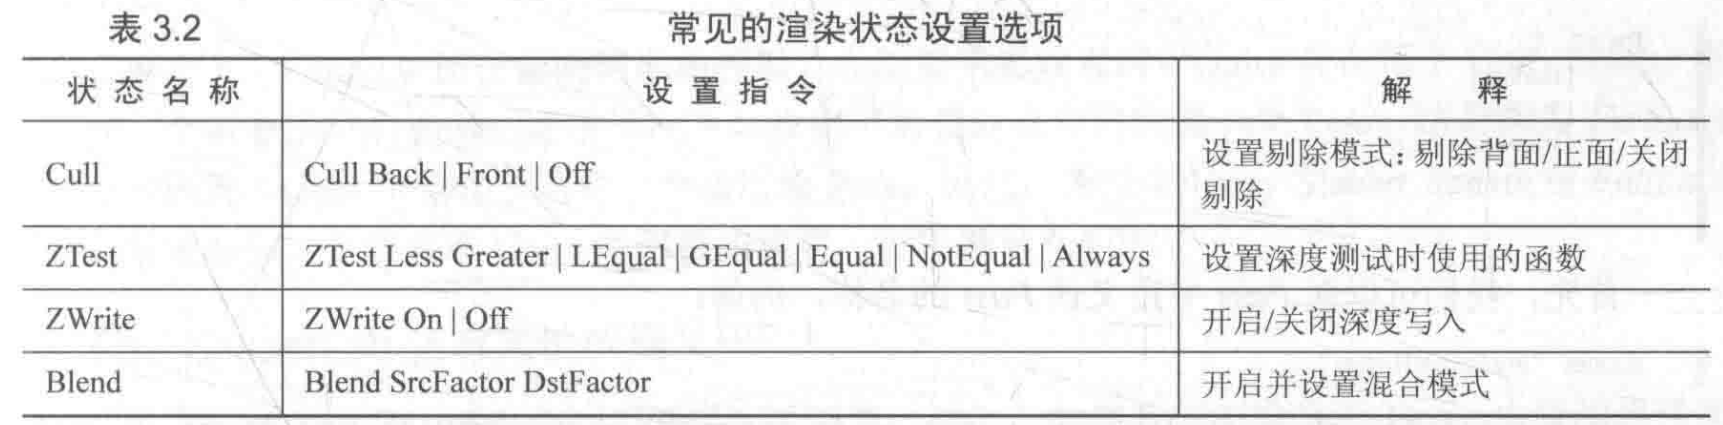 表 3.2 常见的渲染状态设置选项
状态名称 设置指令 解 释
Cull Cull Back | Front | Off 设置剔除模式：剔除背面/正面/关闭
剔除
ZTest ZTest Less Greater | LEqual | GEqual | Equal | NotEqual | Always 设置深度测试时使用的函数
ZWrite ZWrite On | Off 开启/关闭深度写入
Blend Blend SrcFactor DstFactor 开启并设置混合模式